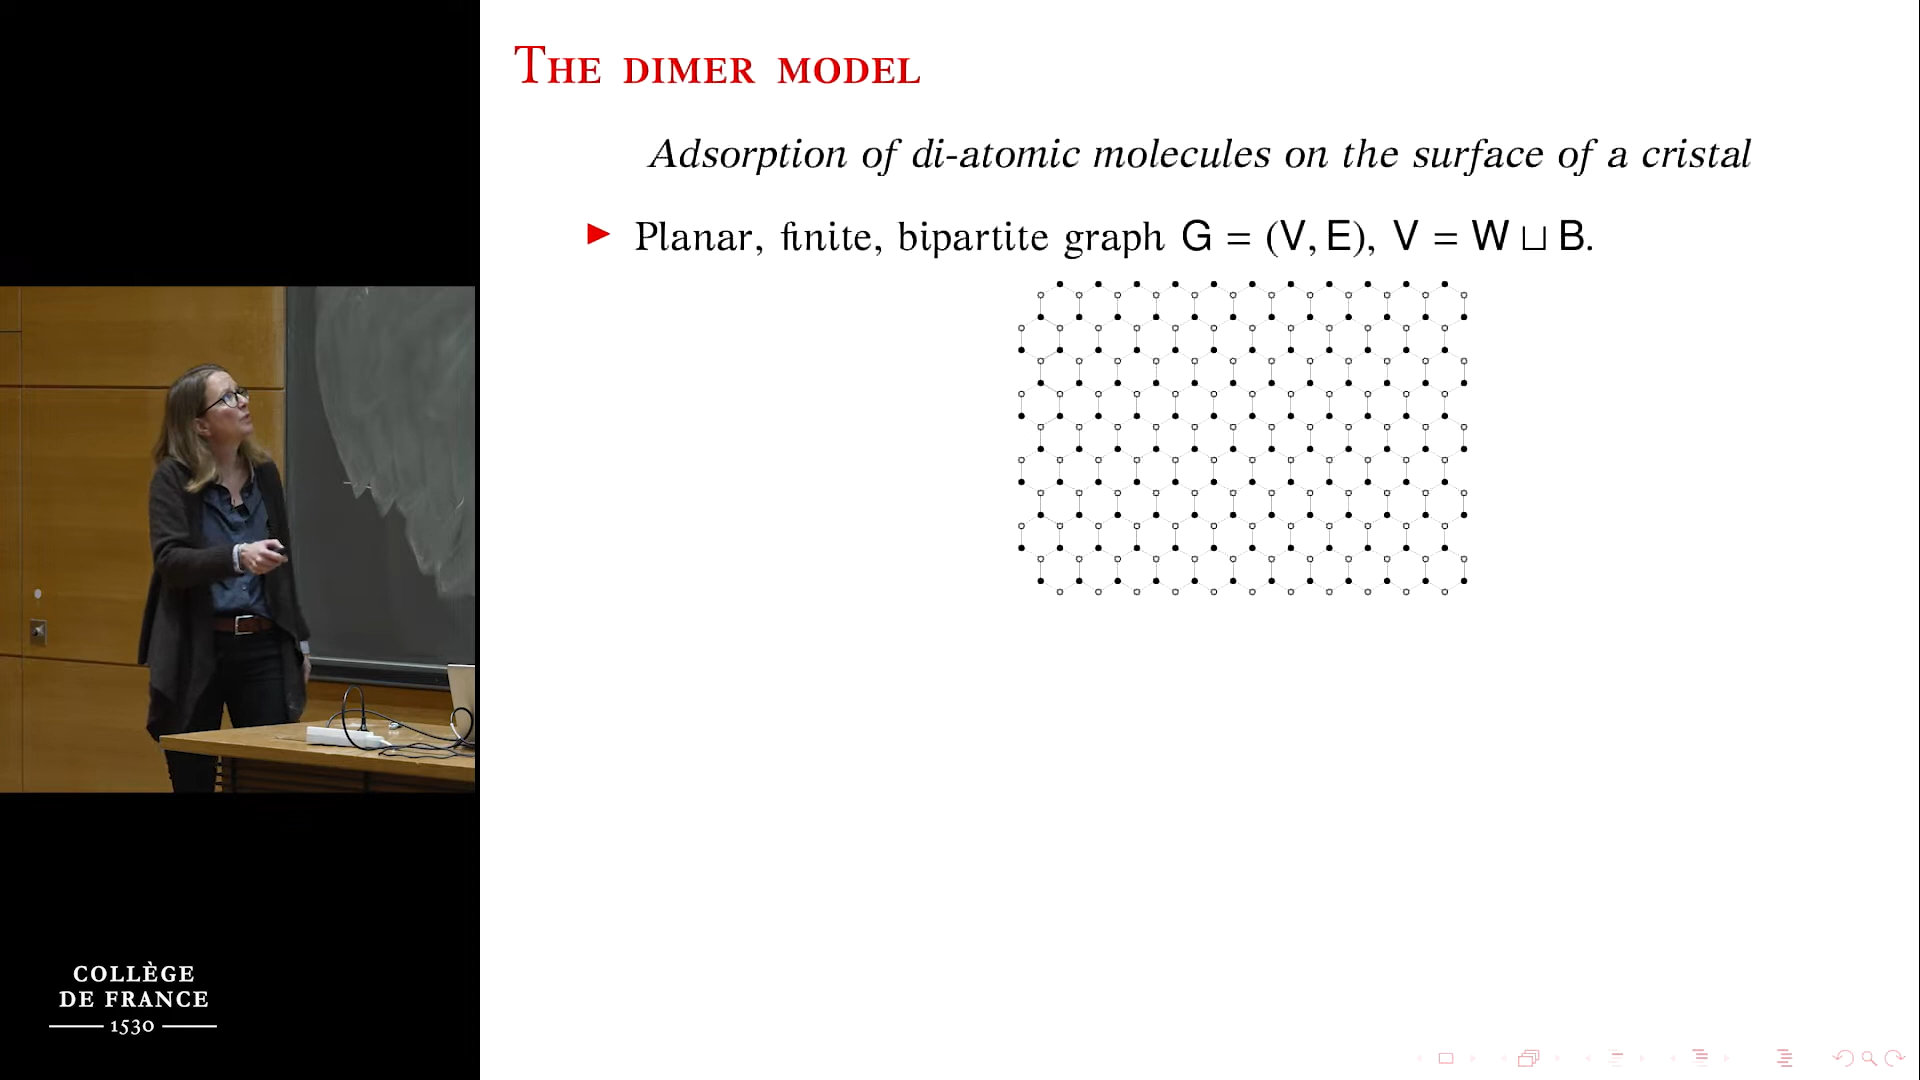 THE DIMER MODEL
Adsorption of di-atomic molecules on the surface of a cristal
▶ Planar, finite, bipartite graph G = (V, E), V = W ⊔ B.
COLLÈGE
DE FRANCE
1530